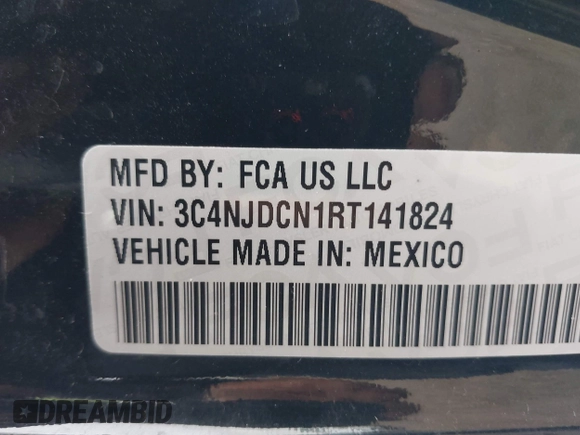 MFD BY: FCA US LLC
VIN: 3C4NJDCN1RT141824
VEHICLE MADE IN: MEXICO
DREAMBID